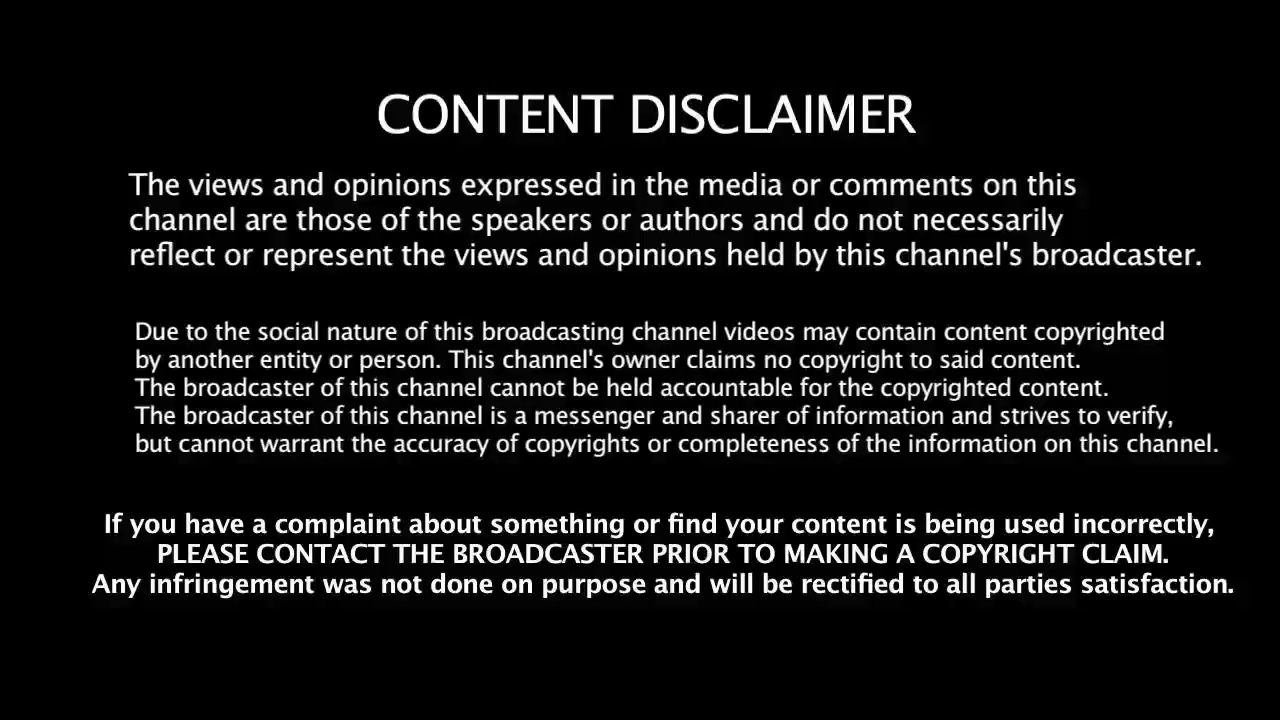 CONTENT DISCLAIMER
The views and opinions expressed in the media or comments on this
channel are those of the speakers or authors and do not necessarily
reflect or represent the views and opinions held by this channel's broadcaster.
Due to the social nature of this broadcasting channel videos may contain content copyrighted
by another entity or person. This channel's owner claims no copyright to said content.
The broadcaster of this channel cannot be held accountable for the copyrighted content.
The broadcaster of this channel is a messenger and sharer of information and strives to verify,
but cannot warrant the accuracy of copyrights or completeness of the information on this channel.
If you have a complaint about something or find your content is being used incorrectly,
PLEASE CONTACT THE BROADCASTER PRIOR TO MAKING A COPYRIGHT CLAIM.
Any infringement was not done on purpose and will be rectified to all parties satisfaction.